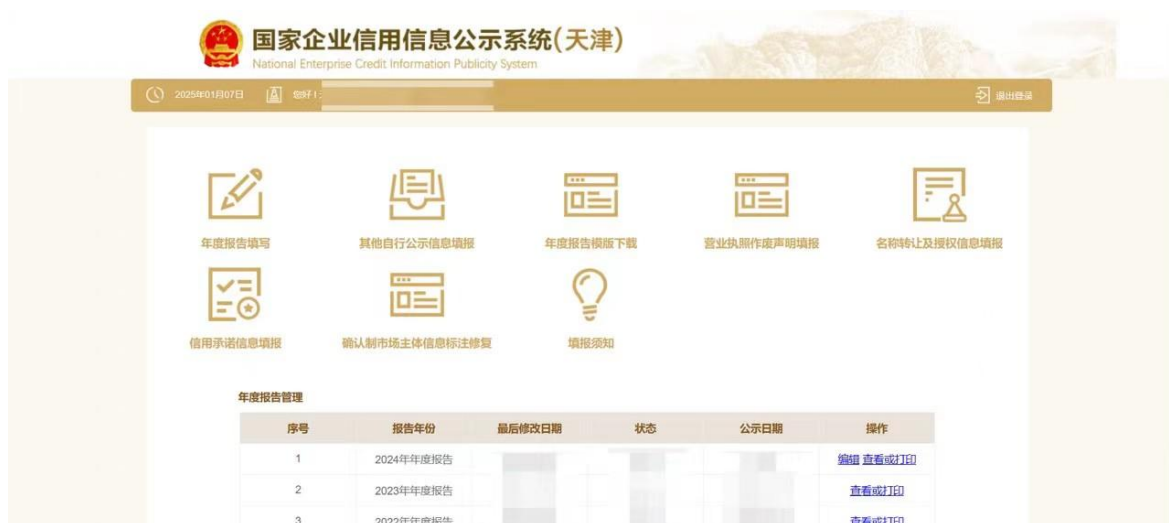 国家企业信用信息公示系统(天津)
National Enterprise Credit Information Publicity System
2025年01月07日 您好!: 退出登录
年度报告填写 其他自行公示信息填报 年度报告模版下载 营业执照作废声明填报 名称转让及授权信息填报
信用承诺信息填报 确认制市场主体信息标注修复 填报须知
年度报告管理
序号 报告年份 最后修改日期 状态 公示日期 操作
1 2024年年度报告 编辑 查看或打印
2 2023年年度报告 查看或打印
3 2022年年度报告 查看或打印